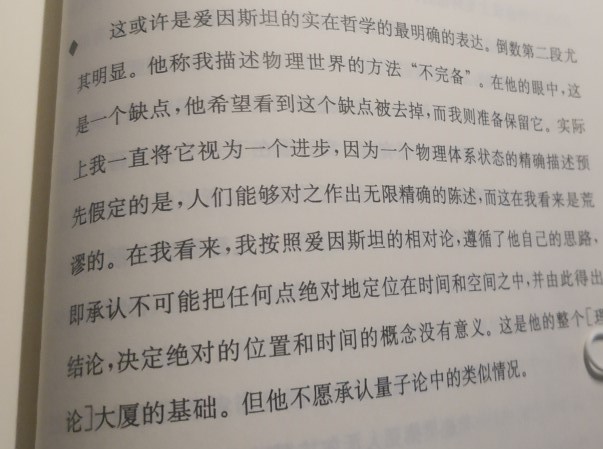 这或许是爱因斯坦的实在哲学的最明确的表达。倒数第二段尤
其明显。他称我描述物理世界的方法“不完备”。在他的眼中，这
是一个缺点，他希望看到这个缺点被去掉，而我则准备保留它。实际
上我一直将它视为一个进步，因为一个物理体系状态的精确描述预
先假定的是，人们能够对之作出无限精确的陈述，而这在我看来是荒
谬的。在我看来，我按照爱因斯坦的相对论，遵循了他自己的思路，
即承认不可能把任何点绝对地定位在时间和空间之中，并由此得出
结论，决定绝对的位置和时间的概念没有意义。这是他的整个［理
论］大厦的基础。但他不愿承认量子论中的类似情况。